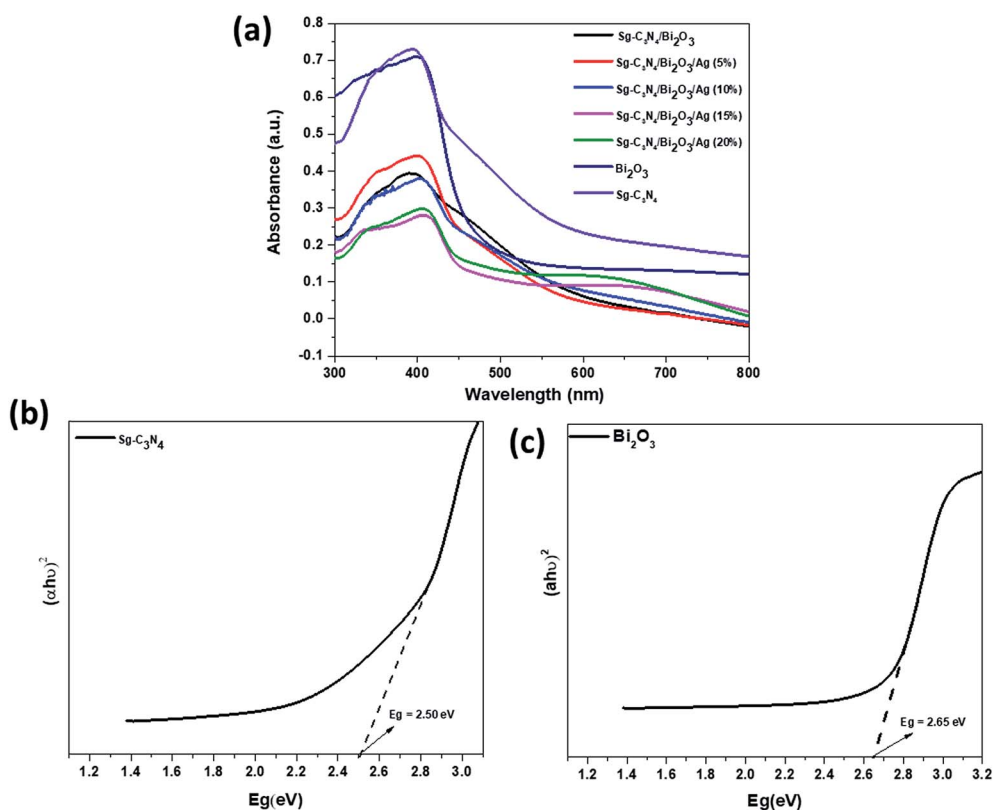 (a)
Sg-C₃N₄/Bi₂O₃
Sg-C₃N₄/Bi₂O₃/Ag (5%)
Sg-C₃N₄/Bi₂O₃/Ag (10%)
Sg-C₃N₄/Bi₂O₃/Ag (15%)
Sg-C₃N₄/Bi₂O₃/Ag (20%)
Bi₂O₃
Sg-C₃N₄
Absorbance (a.u.)
0.8
0.7
0.6
0.5
0.4
0.3
0.2
0.1
0.0
-0.1
300 400 500 600 700 800
Wavelength (nm)
(b)
Sg-C₃N₄
(αhυ)²
Eg = 2.50 eV
1.2 1.4 1.6 1.8 2.0 2.2 2.4 2.6 2.8 3.0
Eg(eV)
(c)
Bi₂O₃
(ahυ)²
Eg = 2.65 eV
1.2 1.4 1.6 1.8 2.0 2.2 2.4 2.6 2.8 3.0 3.2
Eg(eV)